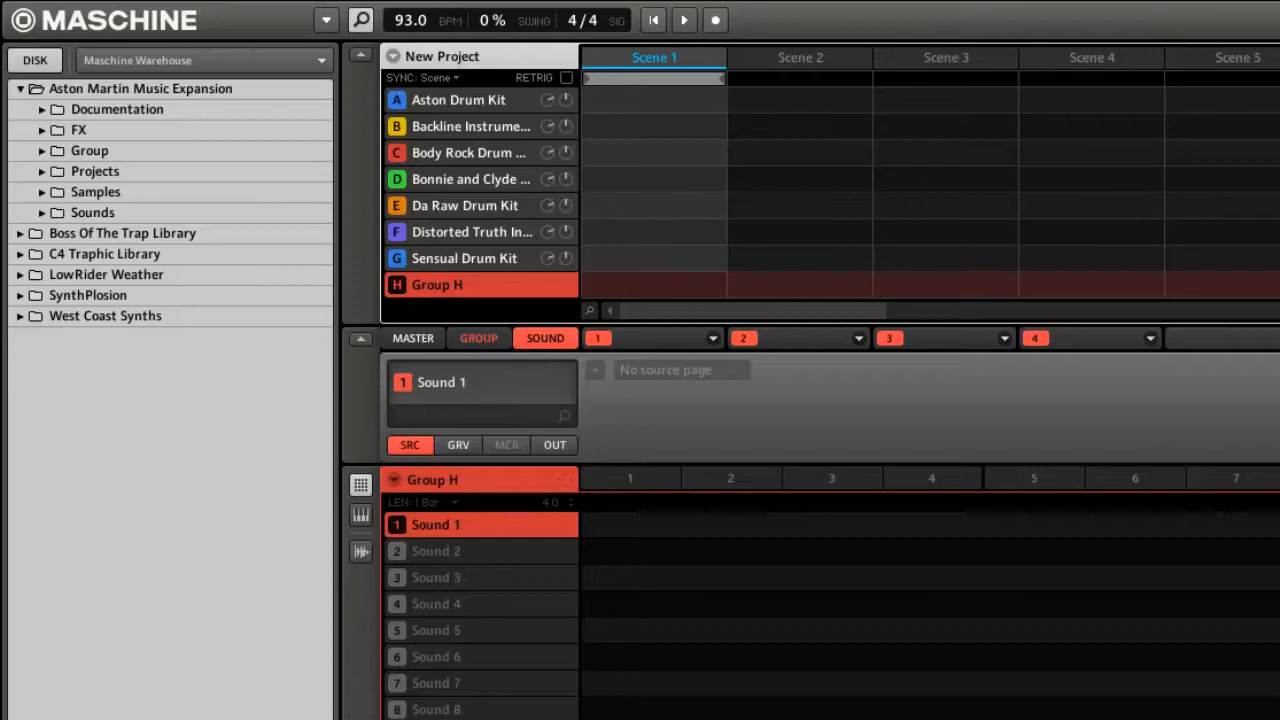 MASCHINE
93.0 BPM 0% SWING 4/4 SIG
DISK Maschine Warehouse
Aston Martin Music Expansion
Documentation
FX
Group
Projects
Samples
Sounds
Boss Of The Trap Library
C4 Traphic Library
LowRider Weather
SynthPlosion
West Coast Synths
New Project Scene 1 Scene 2 Scene 3 Scene 4 Scene 5
SYNC: Scene RETRIG
A Aston Drum Kit
B Backline Instrume...
C Body Rock Drum ...
D Bonnie and Clyde ...
E Da Raw Drum Kit
F Distorted Truth In...
G Sensual Drum Kit
H Group H
MASTER GROUP SOUND 1 2 3 4
1 Sound 1 No source page
SRC GRV MCR OUT
Group H 1 2 3 4 5 6 7
LEN: 1 Bar 4.0
1 Sound 1
2 Sound 2
3 Sound 3
4 Sound 4
5 Sound 5
6 Sound 6
7 Sound 7
8 Sound 8